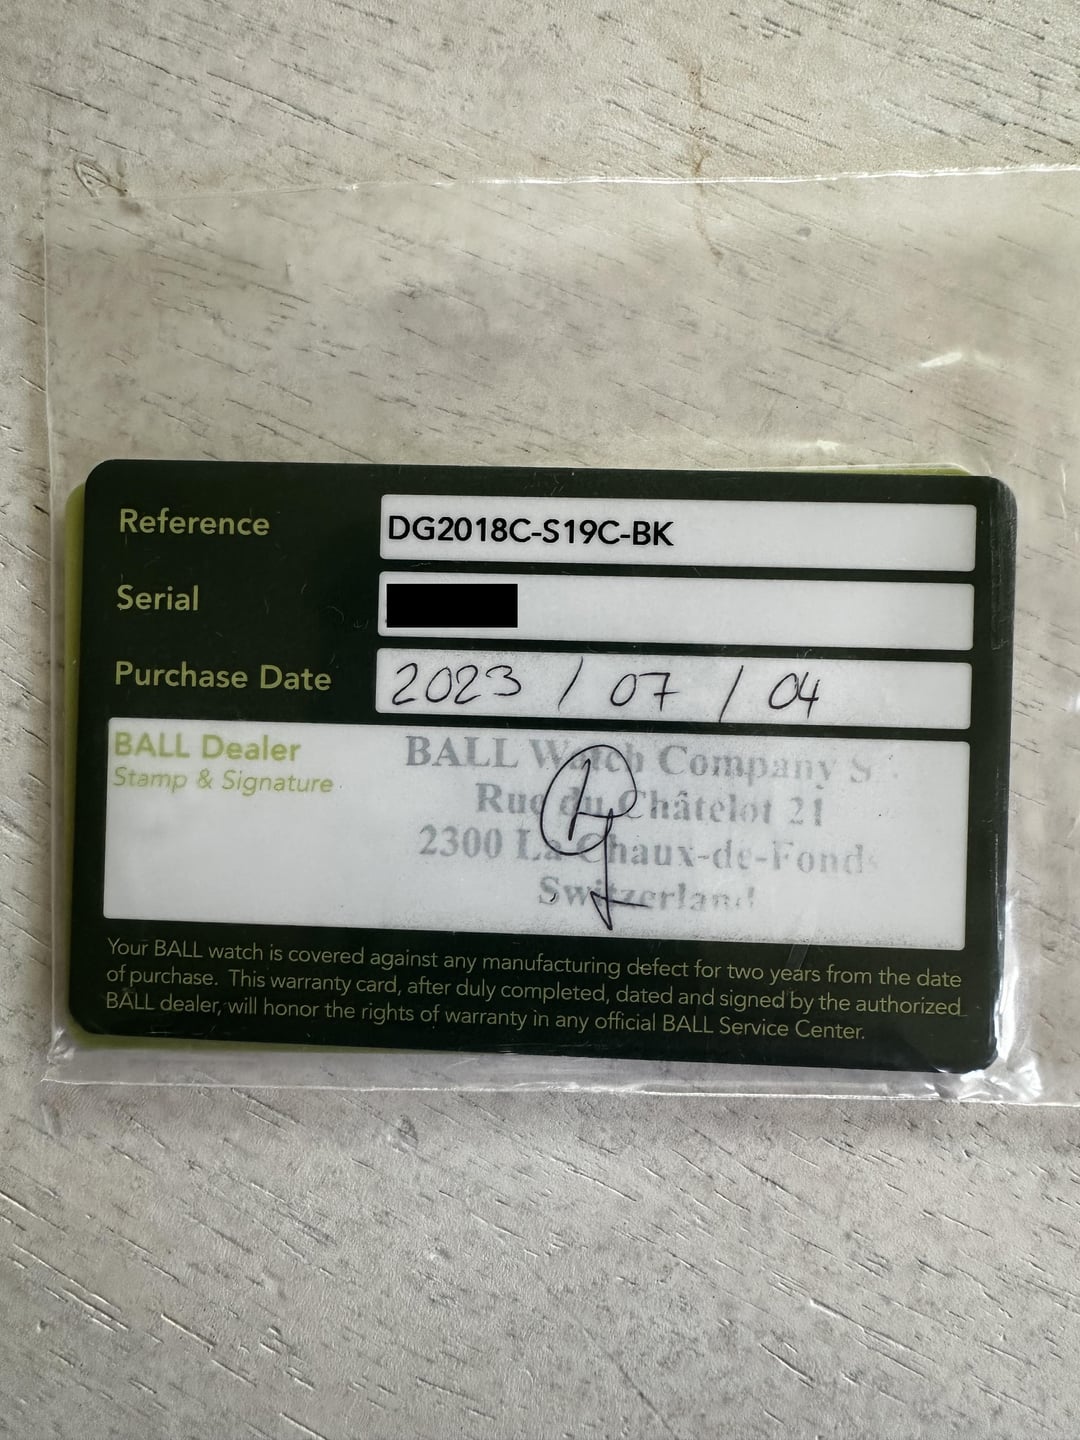 Reference DG2018C-S19C-BK
Serial
Purchase Date 2023 / 07 / 04
BALL Dealer
Stamp & Signature
BALL Watch Company S
Rue du Châtelot 21
2300 La Chaux-de-Fonds
Switzerland
Your BALL watch is covered against any manufacturing defect for two years from the date
of purchase. This warranty card, after duly completed, dated and signed by the authorized
BALL dealer, will honor the rights of warranty in any official BALL Service Center.